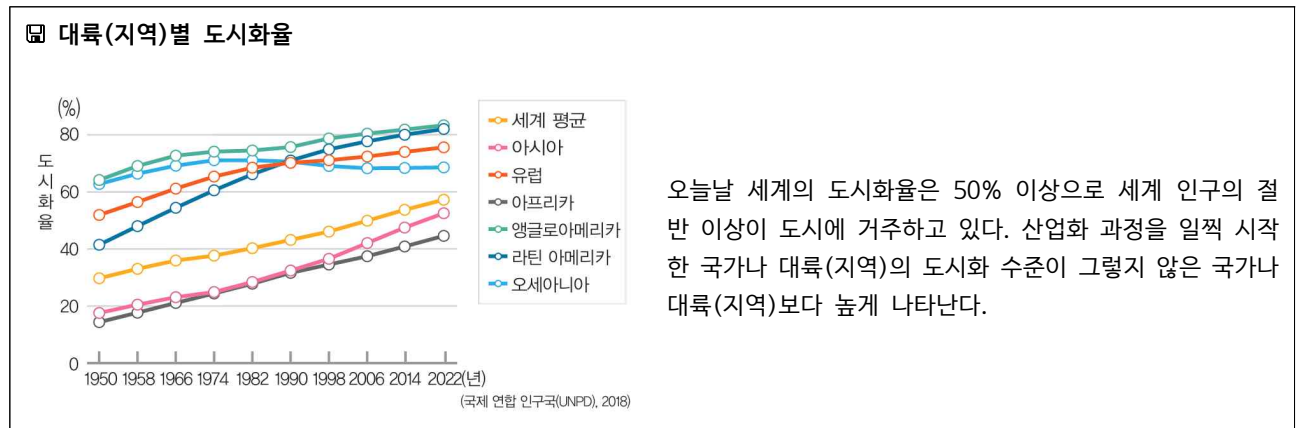 🖫 대륙(지역)별 도시화율
(%)
80
60
40
20
0
도시화율
1950 1958 1966 1974 1982 1990 1998 2006 2014 2022(년)
(국제 연합 인구국(UNPD), 2018)
세계 평균
아시아
유럽
아프리카
앵글로아메리카
라틴 아메리카
오세아니아
오늘날 세계의 도시화율은 50% 이상으로 세계 인구의 절
반 이상이 도시에 거주하고 있다. 산업화 과정을 일찍 시작
한 국가나 대륙(지역)의 도시화 수준이 그렇지 않은 국가나
대륙(지역)보다 높게 나타난다.